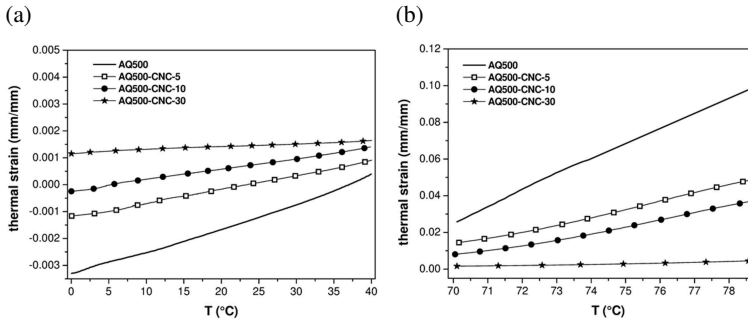 (a)
(b)
thermal strain (mm/mm)
0.005
0.004
0.003
0.002
0.001
0.000
-0.001
-0.002
-0.003
AQ500
AQ500-CNC-5
AQ500-CNC-10
AQ500-CNC-30
0 5 10 15 20 25 30 35 40
T (°C)
thermal strain (mm/mm)
0.12
0.10
0.08
0.06
0.04
0.02
0.00
AQ500
AQ500-CNC-5
AQ500-CNC-10
AQ500-CNC-30
70 71 72 73 74 75 76 77 78
T (°C)